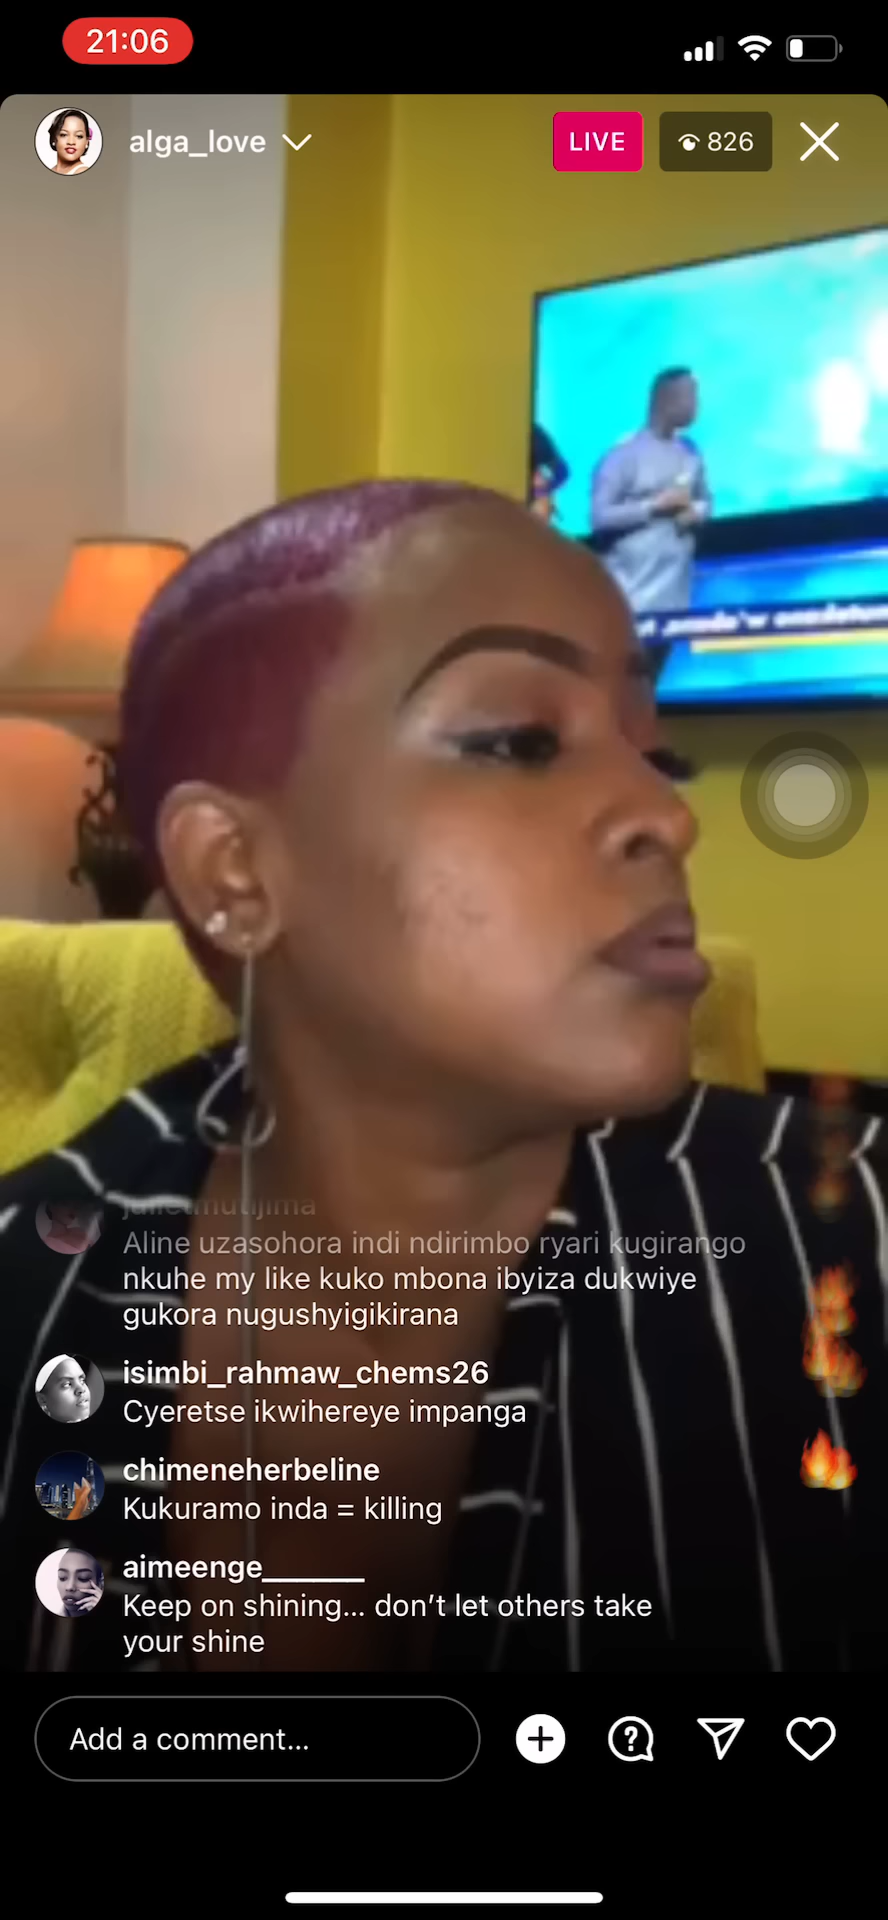 21:06
alga_love
LIVE
826
julietmutijima
Aline uzasohora indi ndirimbo ryari kugirango
nkuhe my like kuko mbona ibyiza dukwiye
gukora nugushyigikirana
isimbi_rahmaw_chems26
Cyeretse ikwihereye impanga
chimeneherbeline
Kukuramo inda = killing
aimeenge______
Keep on shining... don’t let others take
your shine
Add a comment...